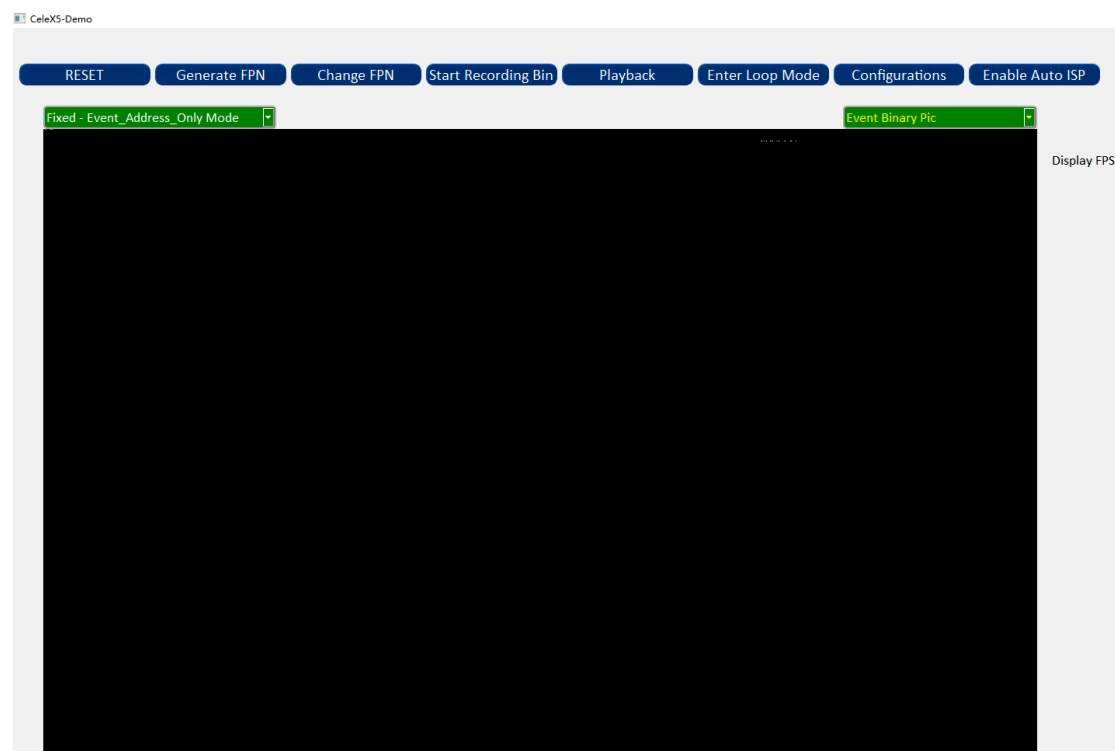 CeleX5-Demo
RESET
Generate FPN
Change FPN
Start Recording Bin
Playback
Enter Loop Mode
Configurations
Enable Auto ISP
Fixed - Event_Address_Only Mode
Event Binary Pic
Display FPS